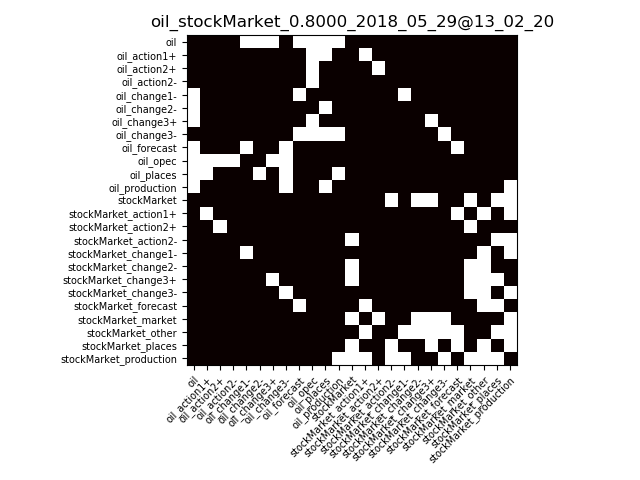 oil_stockMarket_0.8000_2018_05_29@13_02_20
oil
oil_action1+
oil_action2+
oil_action2-
oil_change1-
oil_change2-
oil_change3+
oil_change3-
oil_forecast
oil_opec
oil_places
oil_production
stockMarket
stockMarket_action1+
stockMarket_action2+
stockMarket_action2-
stockMarket_change1-
stockMarket_change2-
stockMarket_change3+
stockMarket_change3-
stockMarket_forecast
stockMarket_market
stockMarket_other
stockMarket_places
stockMarket_production
oil
oil_action1+
oil_action2+
oil_action2-
oil_change1-
oil_change2-
oil_change3+
oil_change3-
oil_forecast
oil_opec
oil_places
oil_production
stockMarket
stockMarket_action1+
stockMarket_action2+
stockMarket_action2-
stockMarket_change1-
stockMarket_change2-
stockMarket_change3+
stockMarket_change3-
stockMarket_forecast
stockMarket_market
stockMarket_other
stockMarket_places
stockMarket_production